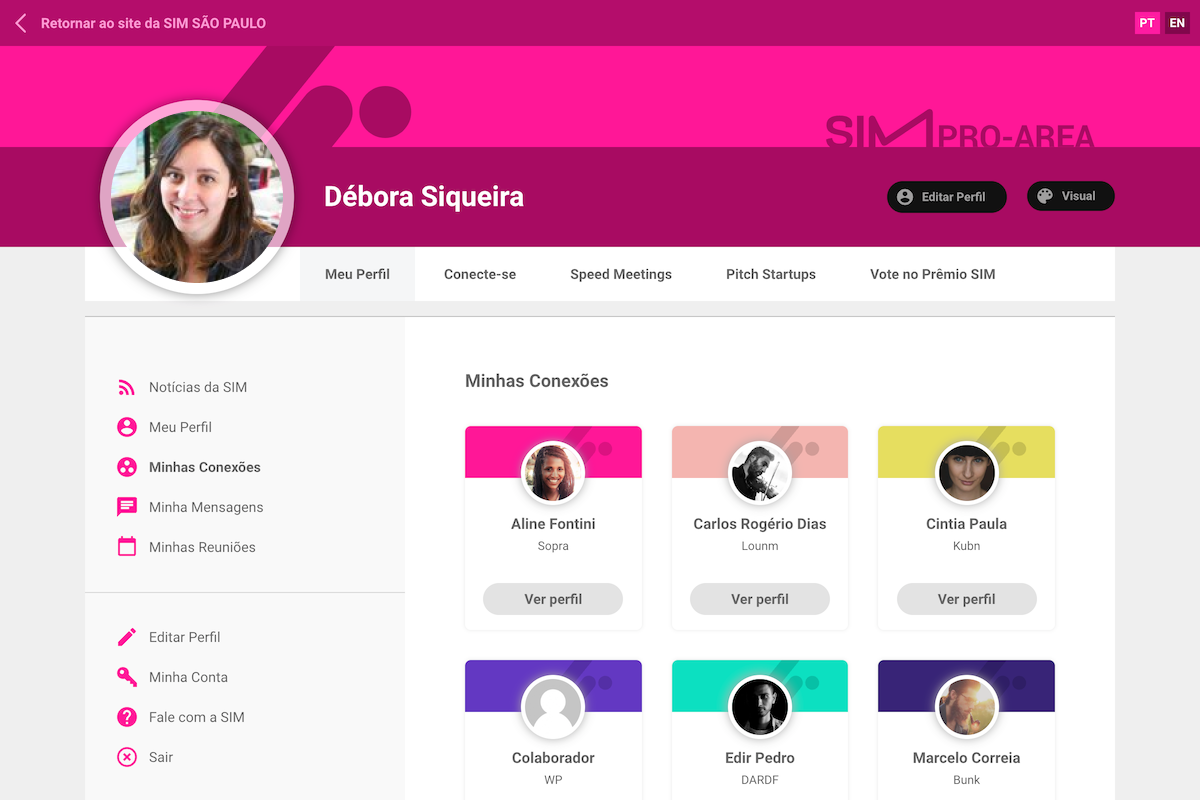 Retornar ao site da SIM SÃO PAULO
PT EN
SIM PRO-AREA
Débora Siqueira
Editar Perfil
Visual
Meu Perfil
Conecte-se
Speed Meetings
Pitch Startups
Vote no Prêmio SIM
Notícias da SIM
Meu Perfil
Minhas Conexões
Minha Mensagens
Minhas Reuniões
Editar Perfil
Minha Conta
Fale com a SIM
Sair
Minhas Conexões
Aline Fontini
Sopra
Ver perfil
Carlos Rogério Dias
Lounm
Ver perfil
Cintia Paula
Kubn
Ver perfil
Colaborador
WP
Edir Pedro
DARDF
Marcelo Correia
Bunk